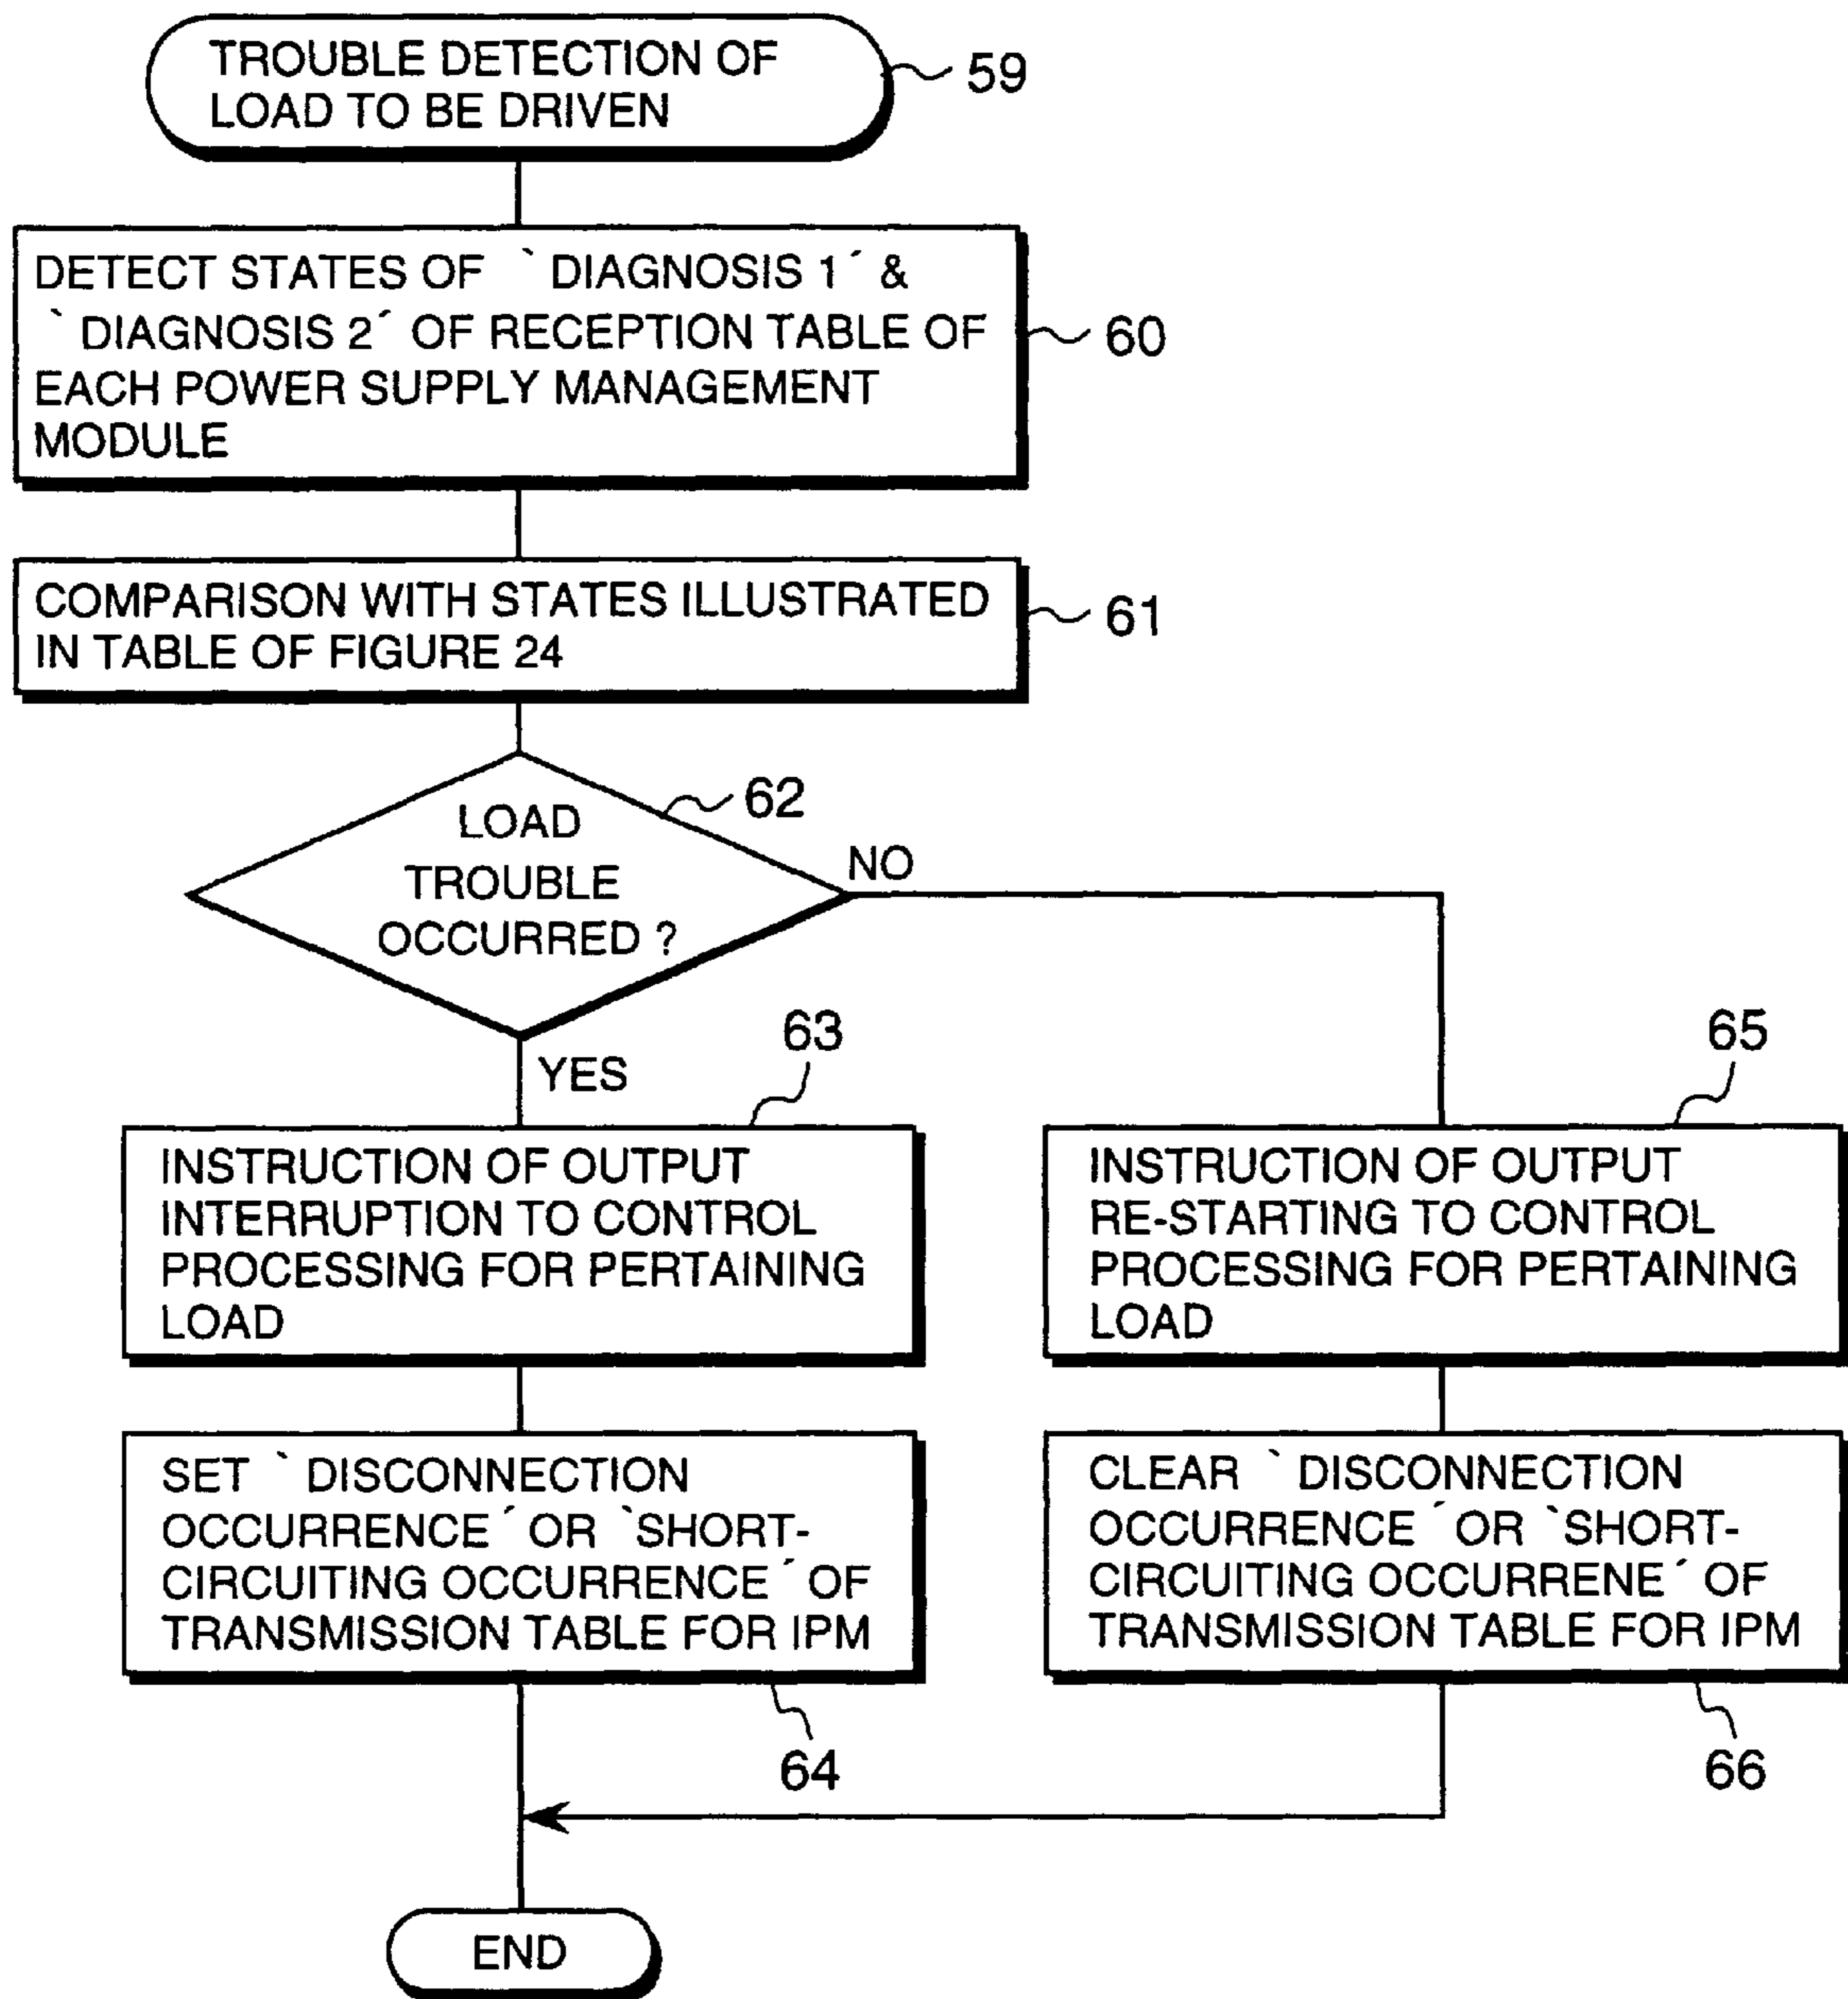 TROUBLE DETECTION OF
LOAD TO BE DRIVEN
59
DETECT STATES OF `DIAGNOSIS 1´ &
`DIAGNOSIS 2´ OF RECEPTION TABLE OF
EACH POWER SUPPLY MANAGEMENT
MODULE
60
COMPARISON WITH STATES ILLUSTRATED
IN TABLE OF FIGURE 24
61
LOAD
TROUBLE
OCCURRED ?
62
NO
YES
63
INSTRUCTION OF OUTPUT
INTERRUPTION TO CONTROL
PROCESSING FOR PERTAINING
LOAD
65
INSTRUCTION OF OUTPUT
RE-STARTING TO CONTROL
PROCESSING FOR PERTAINING
LOAD
SET `DISCONNECTION
OCCURRENCE´ OR `SHORT-
CIRCUITING OCCURRENCE´ OF
TRANSMISSION TABLE FOR IPM
64
CLEAR `DISCONNECTION
OCCURRENCE´ OR `SHORT-
CIRCUITING OCCURRENE´ OF
TRANSMISSION TABLE FOR IPM
66
END